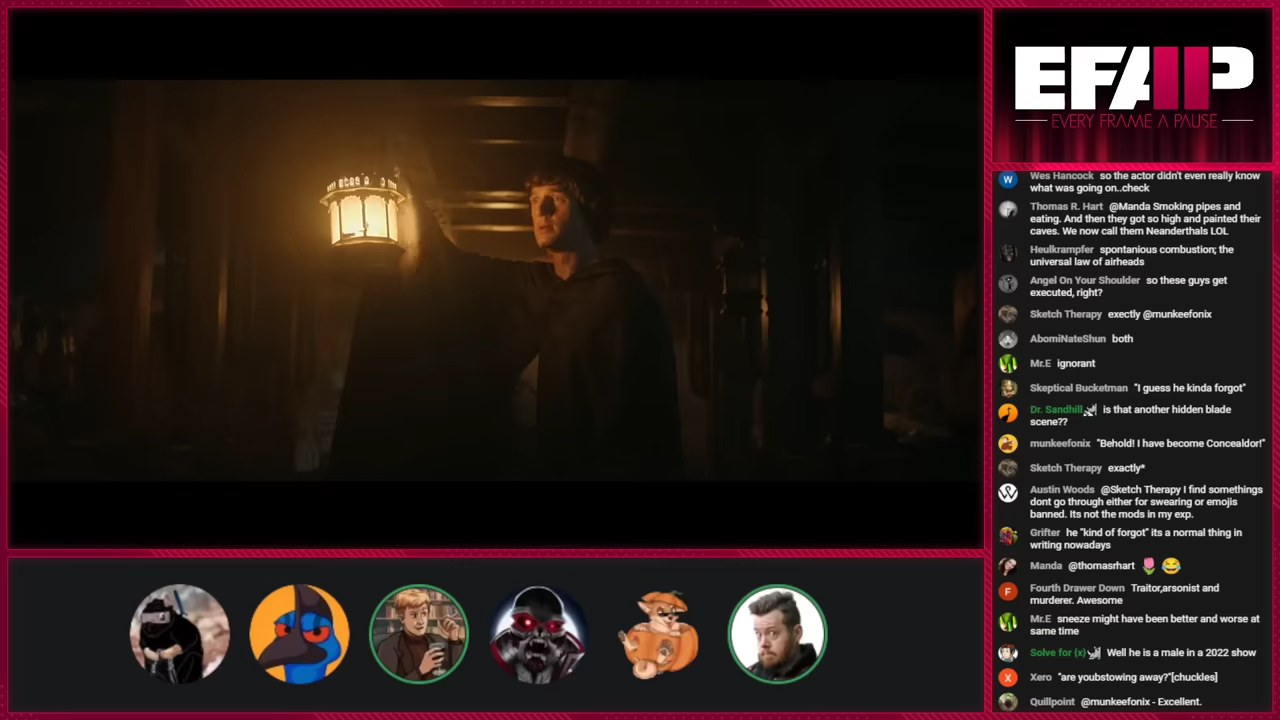 EFAP
EVERY FRAME A PAUSE
W Wes Hancock so the actor didn't even really know
what was going on..check
Thomas R. Hart @Manda Smoking pipes and
eating. And then they got so high and painted their
caves. We now call them Neanderthals LOL
Heulkrampfer spontanious combustion; the
universal law of airheads
Angel On Your Shoulder so these guys get
executed, right?
Sketch Therapy exectly @munkeefonix
AbomiNateShun both
Mr.E ignorant
Skeptical Bucketman "I guess he kinda forgot"
Dr. Sandhill is that another hidden blade
scene??
munkeefonix "Behold! I have become Concealdor!"
Sketch Therapy exactly*
Austin Woods @Sketch Therapy I find somethings
dont go through either for swearing or emojis
banned. Its not the mods in my exp.
Grifter he "kind of forgot" its a normal thing in
writing nowadays
Manda @thomasrhart 🌷 😂
F Fourth Drawer Down Traitor,arsonist and
murderer. Awesome
Mr.E sneeze might have been better and worse at
same time
Solve for (x) Well he is a male in a 2022 show
X Xero "are youbstowing away?"[chuckles]
Quillpoint @munkeefonix - Excellent.